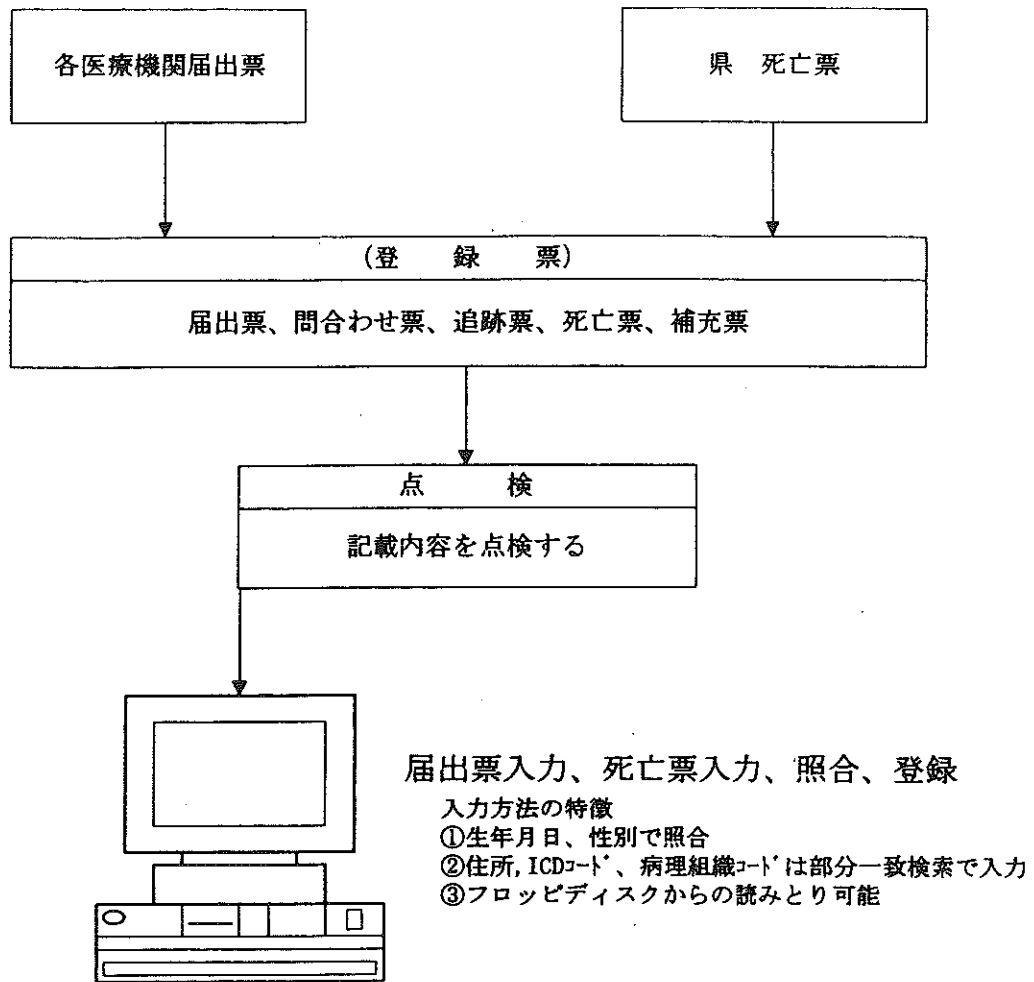 各医療機関届出票
県 死亡票
(登 録 票)
届出票、問合わせ票、追跡票、死亡票、補充票
点 検
記載内容を点検する
届出票入力、死亡票入力、照合、登録
入力方法の特徴
①生年月日、性別で照合
②住所,ICDｺｰﾄﾞ、病理組織ｺｰﾄﾞは部分一致検索で入力
③フロッピディスクからの読みとり可能